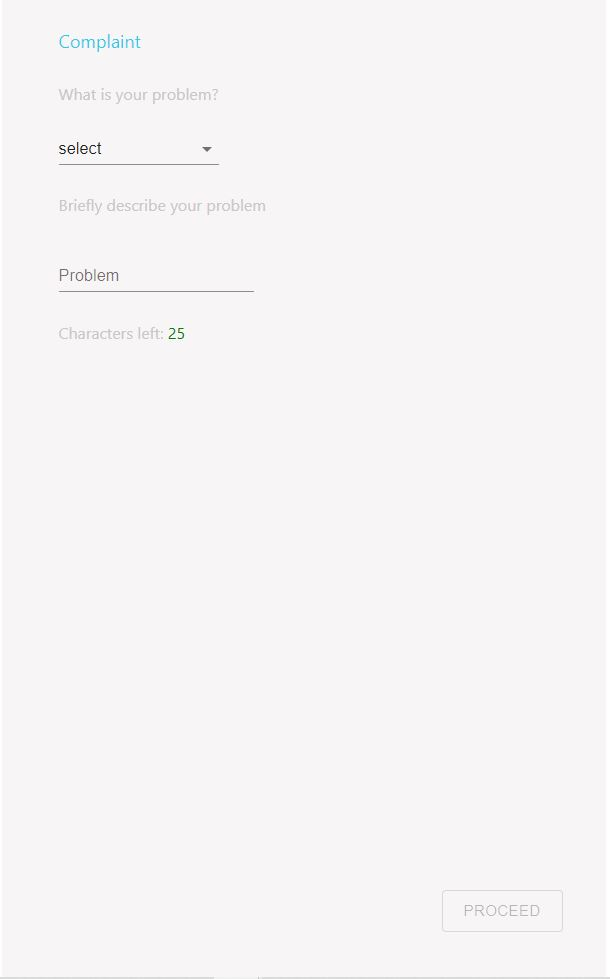 Complaint
What is your problem?
select
Briefly describe your problem
Problem
Characters left: 25
PROCEED